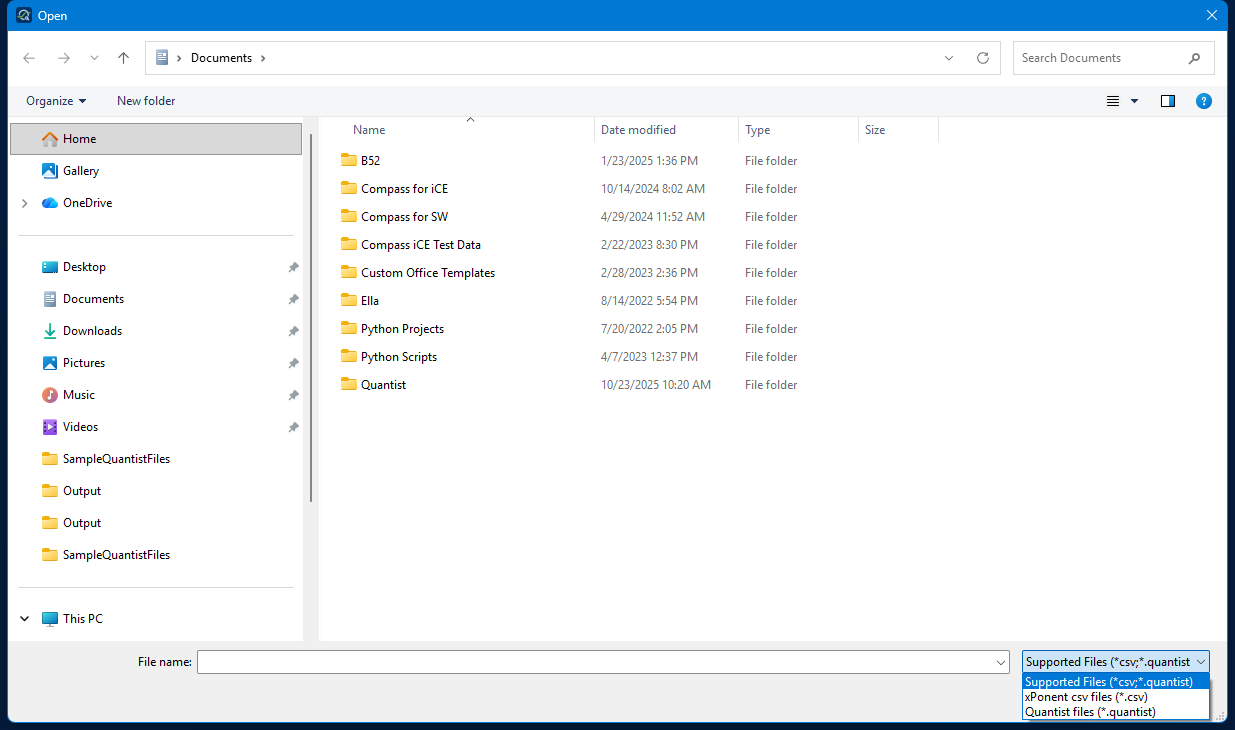 Open
Documents
Search Documents
Organize
New folder
Name
Date modified
Type
Size
Home
Gallery
OneDrive
Desktop
Documents
Downloads
Pictures
Music
Videos
SampleQuantistFiles
Output
Output
SampleQuantistFiles
This PC
B52 1/23/2025 1:36 PM File folder
Compass for iCE 10/14/2024 8:02 AM File folder
Compass for SW 4/29/2024 11:52 AM File folder
Compass iCE Test Data 2/22/2023 8:30 PM File folder
Custom Office Templates 2/28/2023 2:36 PM File folder
Ella 8/14/2022 5:54 PM File folder
Python Projects 7/20/2022 2:05 PM File folder
Python Scripts 4/7/2023 12:37 PM File folder
Quantist 10/23/2025 10:20 AM File folder
File name:
Supported Files (*csv;*.quantist
Supported Files (*csv;*.quantist)
xPonent csv files (*.csv)
Quantist files (*.quantist)